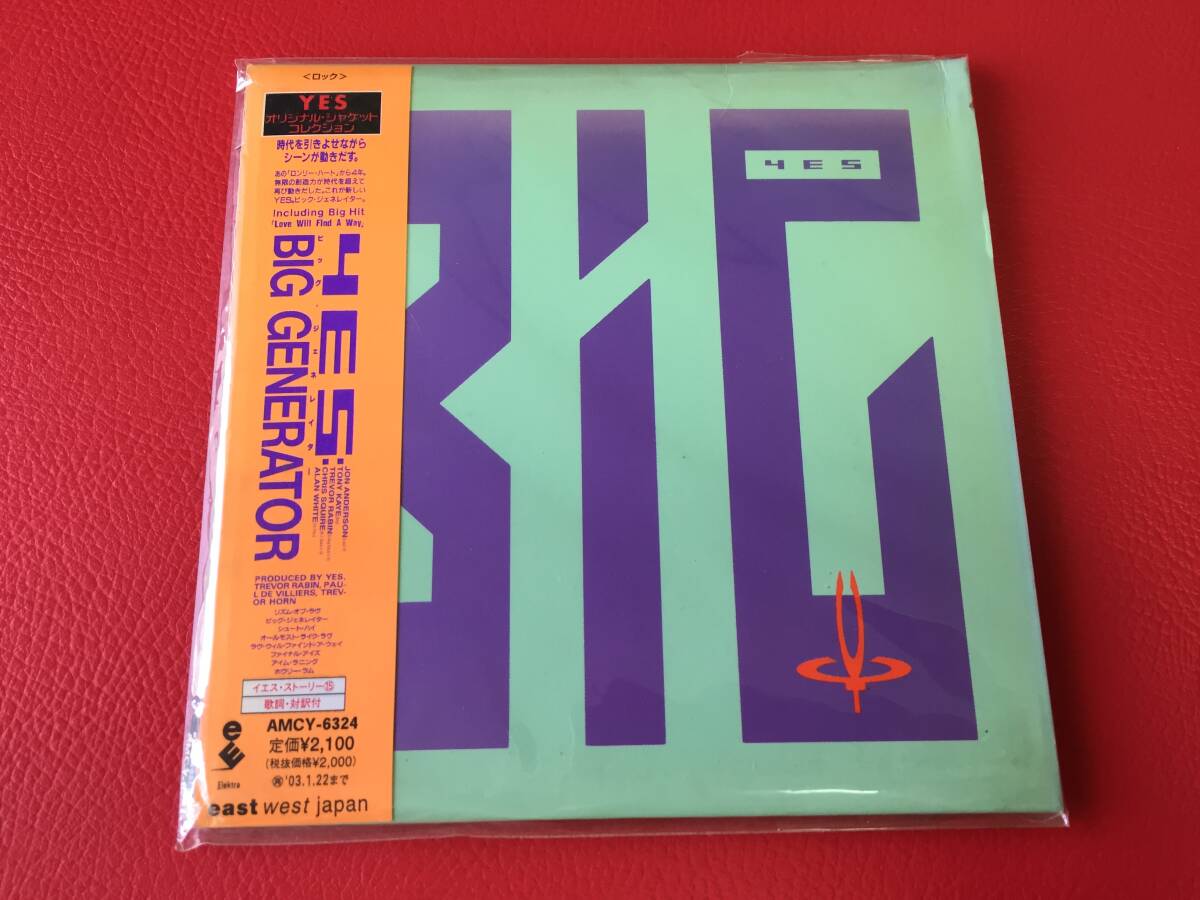 <ロック>
YES
オリジナル・ジャケット
コレクション
時代を引きよせながら
シーンが動きだす。
あの「ロンリー・ハート」から4年。
無限の創造力が時代を超えて
再び動きだした。これが新しい
YES。ビッグ・ジェネレイター。
Including Big Hit
「Love Will Find A Way」
YES
BIG GENERATOR
ビッグ・ジェネレイター
JON ANDERSON
TONY KAYE
TREVOR RABIN
CHRIS SQUIRE
ALAN WHITE
PRODUCED BY YES,
TREVOR RABIN, PAU-
L DE VILLIERS, TREV-
OR HORN
リズム・オブ・ラヴ
ビッグ・ジェネレイター
シュート・ハイ
オールモスト・ライク・ラヴ
ラヴ・ウィル・ファインド・ア・ウェイ
ファイナル・アイズ
アイム・ラニング
ホウリー・ラム
イエス・ストーリー⑮
歌詞・対訳付
AMCY-6324
定価¥2,100
(税抜価格¥2,000)
㊐'03.1.22まで
Elektra
east west japan
BIG
YES